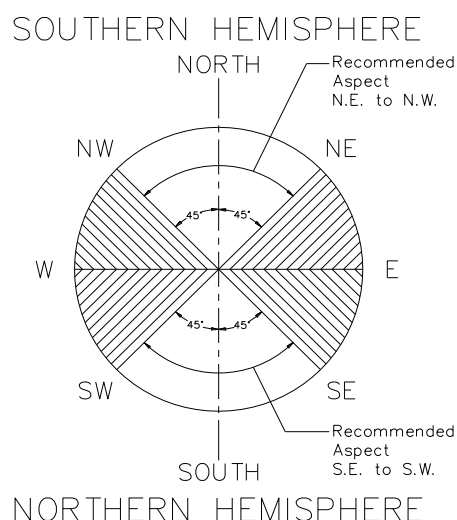 SOUTHERN HEMISPHERE
NORTH
Recommended
Aspect
N.E. to N.W.
NW
NE
45°
45°
W
E
45°
45°
SW
SE
Recommended
Aspect
S.E. to S.W.
SOUTH
NORTHERN HEMISPHERE